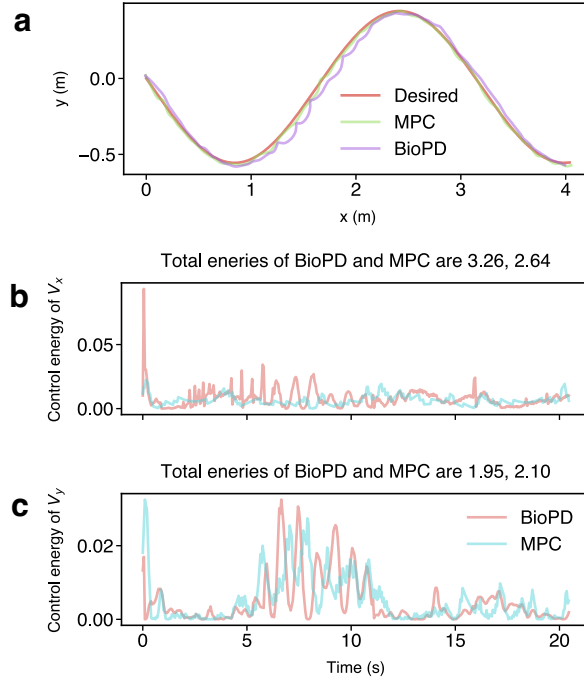 a
y (m)
0.0
−0.5
Desired
MPC
BioPD
0 1 2 3 4
x (m)
Total eneries of BioPD and MPC are 3.26, 2.64
b
Control energy of Vx
0.05
0.00
Total eneries of BioPD and MPC are 1.95, 2.10
c
Control energy of Vy
0.02
0.00
BioPD
MPC
0 5 10 15 20
Time (s)